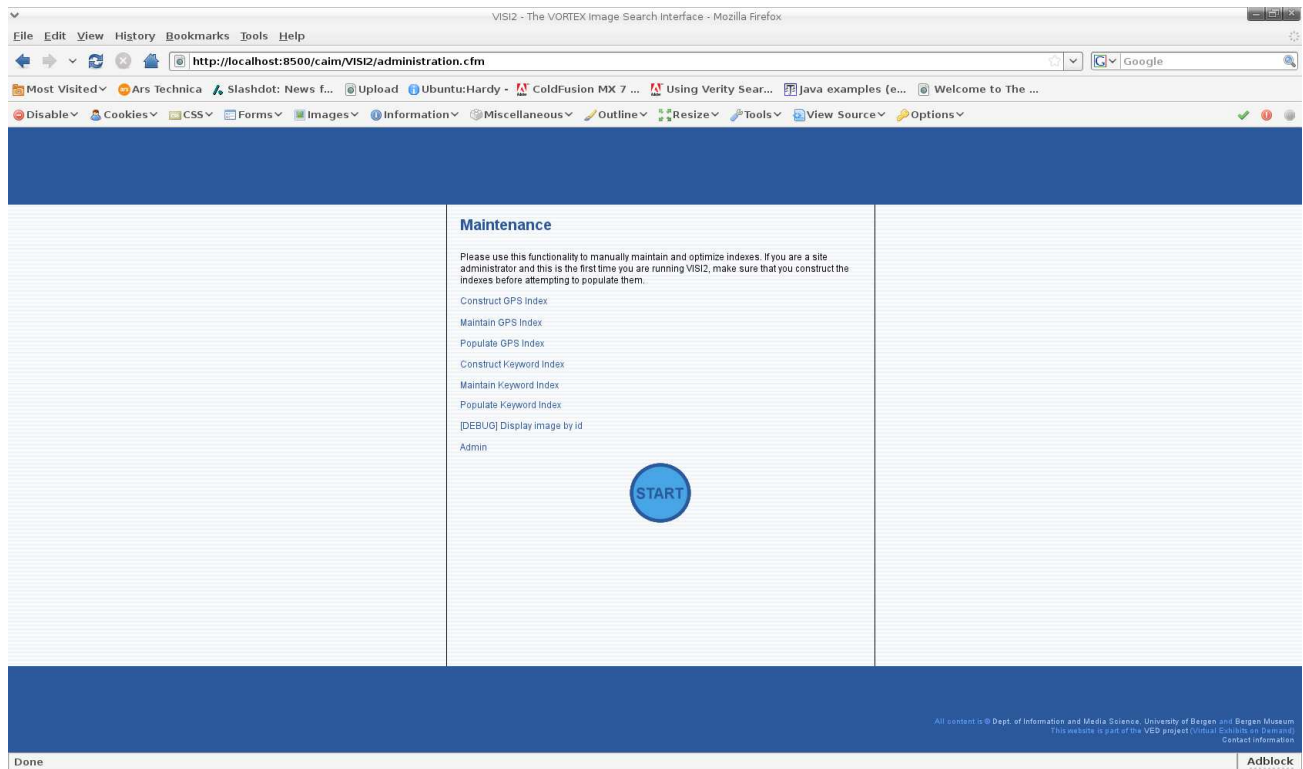 VISI2 - The VORTEX Image Search Interface - Mozilla Firefox
File Edit View History Bookmarks Tools Help
http://localhost:8500/caim/VISI2/administration.cfm
G Google
Most Visited Ars Technica Slashdot: News f... Upload Ubuntu:Hardy - ColdFusion MX 7 ... Using Verity Sear... Java examples (e... Welcome to The ...
Disable Cookies CSS Forms Images Information Miscellaneous Outline Resize Tools View Source Options
Maintenance
Please use this functionality to manually maintain and optimize indexes. If you are a site
administrator and this is the first time you are running VISI2, make sure that you construct the
indexes before attempting to populate them.
Construct GPS Index
Maintain GPS Index
Populate GPS Index
Construct Keyword Index
Maintain Keyword Index
Populate Keyword Index
[DEBUG] Display image by id
Admin
START
All content is © Dept. of Information and Media Science, University of Bergen and Bergen Museum
This website is part of the VED project (Virtual Exhibits on Demand)
Contact information
Done Adblock